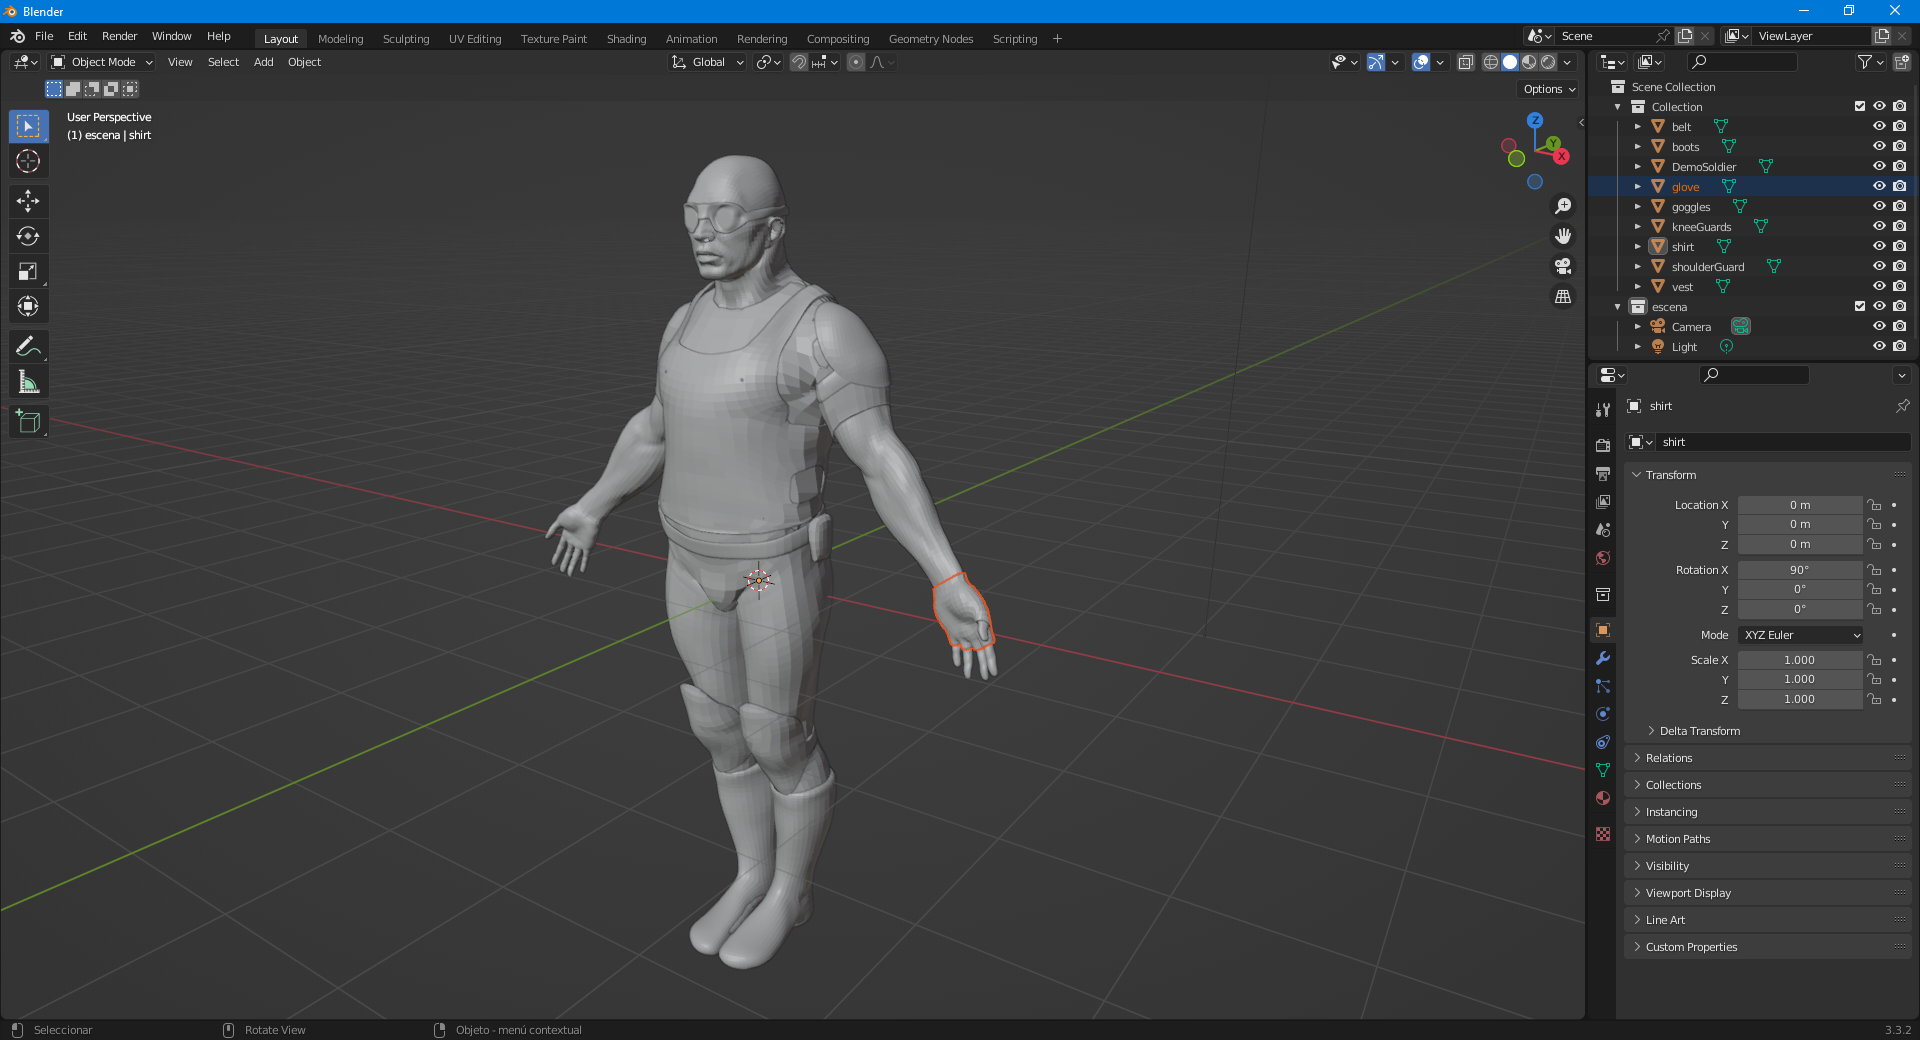 Blender
File Edit Render Window Help Layout Modeling Sculpting UV Editing Texture Paint Shading Animation Rendering Compositing Geometry Nodes Scripting + Scene ViewLayer
Object Mode View Select Add Object Global
Options
User Perspective
(1) escena | shirt
Z
Y
X
Scene Collection
Collection
belt
boots
DemoSoldier
glove
goggles
kneeGuards
shirt
shoulderGuard
vest
escena
Camera
Light
shirt
shirt
Transform
Location X 0 m
Y 0 m
Z 0 m
Rotation X 90°
Y 0°
Z 0°
Mode XYZ Euler
Scale X 1.000
Y 1.000
Z 1.000
Delta Transform
Relations
Collections
Instancing
Motion Paths
Visibility
Viewport Display
Line Art
Custom Properties
Seleccionar Rotate View Objeto - menú contextual 3.3.2